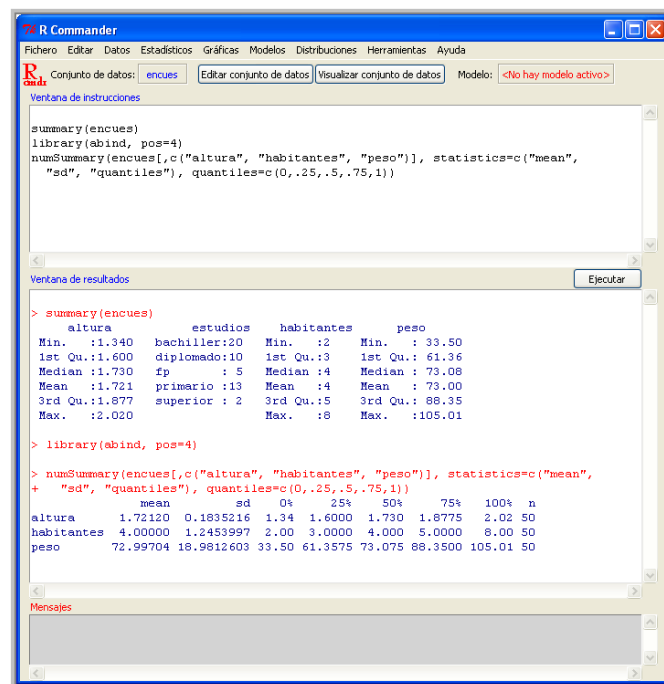 R Commander
Fichero Editar Datos Estadísticos Gráficas Modelos Distribuciones Herramientas Ayuda
R cmdr Conjunto de datos: encues Editar conjunto de datos Visualizar conjunto de datos Modelo: <No hay modelo activo>
Ventana de instrucciones
summary(encues)
library(abind, pos=4)
numSummary(encues[,c("altura", "habitantes", "peso")], statistics=c("mean",
"sd", "quantiles"), quantiles=c(0,.25,.5,.75,1))
Ventana de resultados Ejecutar
> summary(encues)
altura estudios habitantes peso
Min. :1.340 bachiller:20 Min. :2 Min. : 33.50
1st Qu.:1.600 diplomado:10 1st Qu.:3 1st Qu.: 61.36
Median :1.730 fp : 5 Median :4 Median : 73.08
Mean :1.721 primario :13 Mean :4 Mean : 73.00
3rd Qu.:1.877 superior : 2 3rd Qu.:5 3rd Qu.: 88.35
Max. :2.020 Max. :8 Max. :105.01
> library(abind, pos=4)
> numSummary(encues[,c("altura", "habitantes", "peso")], statistics=c("mean",
+ "sd", "quantiles"), quantiles=c(0,.25,.5,.75,1))
mean sd 0% 25% 50% 75% 100% n
altura 1.72120 0.1835216 1.34 1.6000 1.730 1.8775 2.02 50
habitantes 4.00000 1.2453997 2.00 3.0000 4.000 5.0000 8.00 50
peso 72.99704 18.9812603 33.50 61.3575 73.075 88.3500 105.01 50
Mensajes